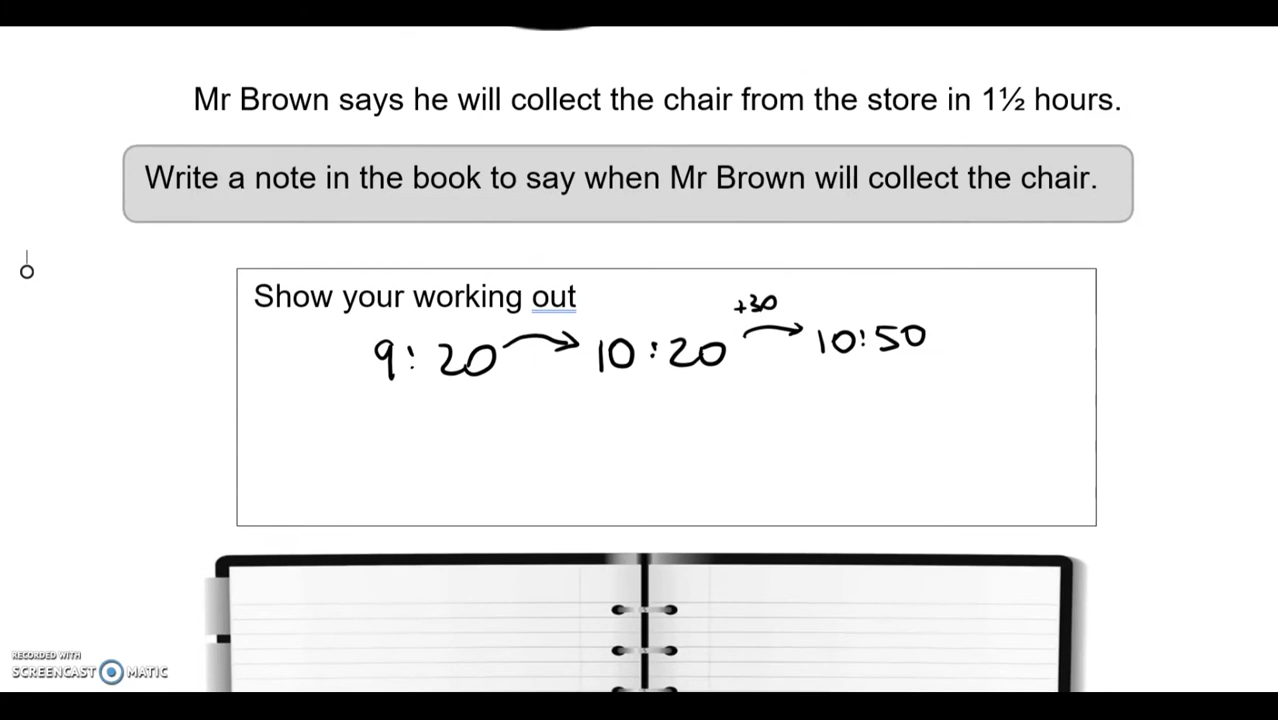 Mr Brown says he will collect the chair from the store in 1½ hours.
Write a note in the book to say when Mr Brown will collect the chair.
Show your working out
+30
9:20 → 10:20 → 10:50
RECORDED WITH
SCREENCAST MATIC